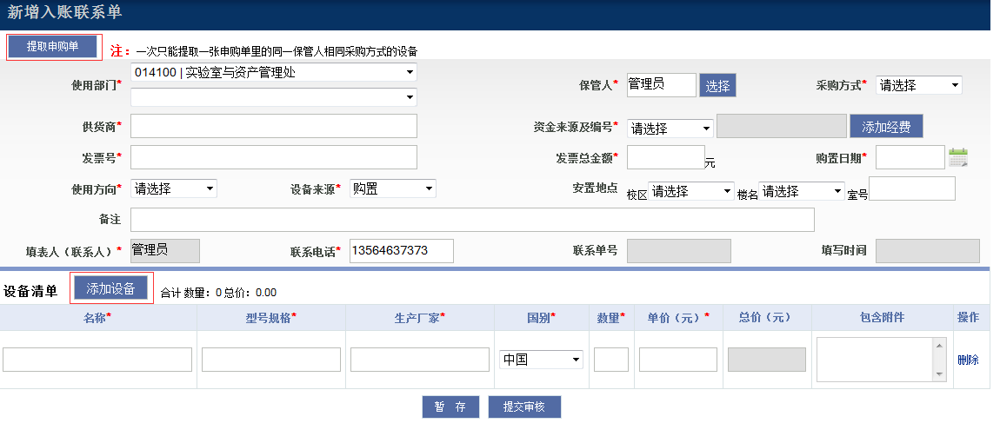 新增入账联系单
提取申购单 注：一次只能提取一张申购单里的同一保管人相同采购方式的设备
使用部门* 014100 | 实验室与资产管理处 保管人* 管理员 选择 采购方式* 请选择
供货商* 资金来源及编号* 请选择 添加经费
发票号* 发票总金额* 元 购置日期*
使用方向* 请选择 设备来源* 购置 安置地点 校区 请选择 楼名 请选择 室号
备注
填表人（联系人）* 管理员 联系电话* 13564637373 联系单号 填写时间
设备清单 添加设备 合计 数量：0 总价：0.00
名称* 型号规格* 生产厂家* 国别* 数量* 单价（元）* 总价（元） 包含附件 操作
中国 删除
暂 存 提交审核